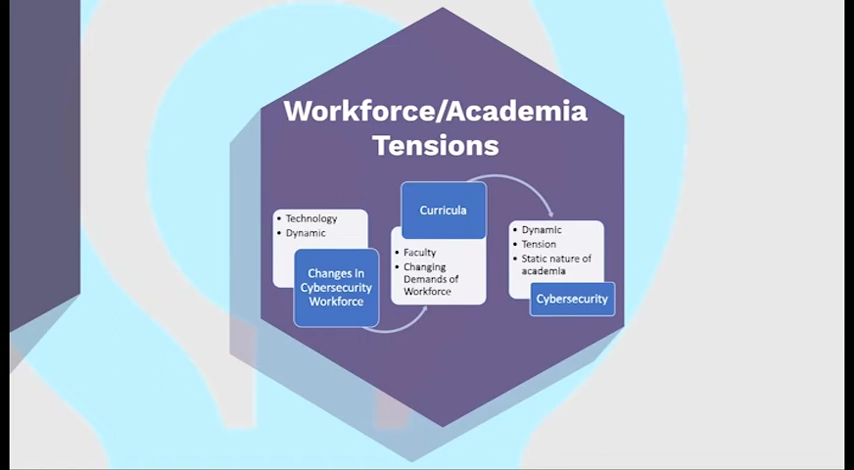 Workforce/Academia
Tensions
• Technology
• Dynamic
Changes in
Cybersecurity
Workforce
Curricula
• Faculty
• Changing
Demands of
Workforce
• Dynamic
• Tension
• Static nature of
academia
Cybersecurity